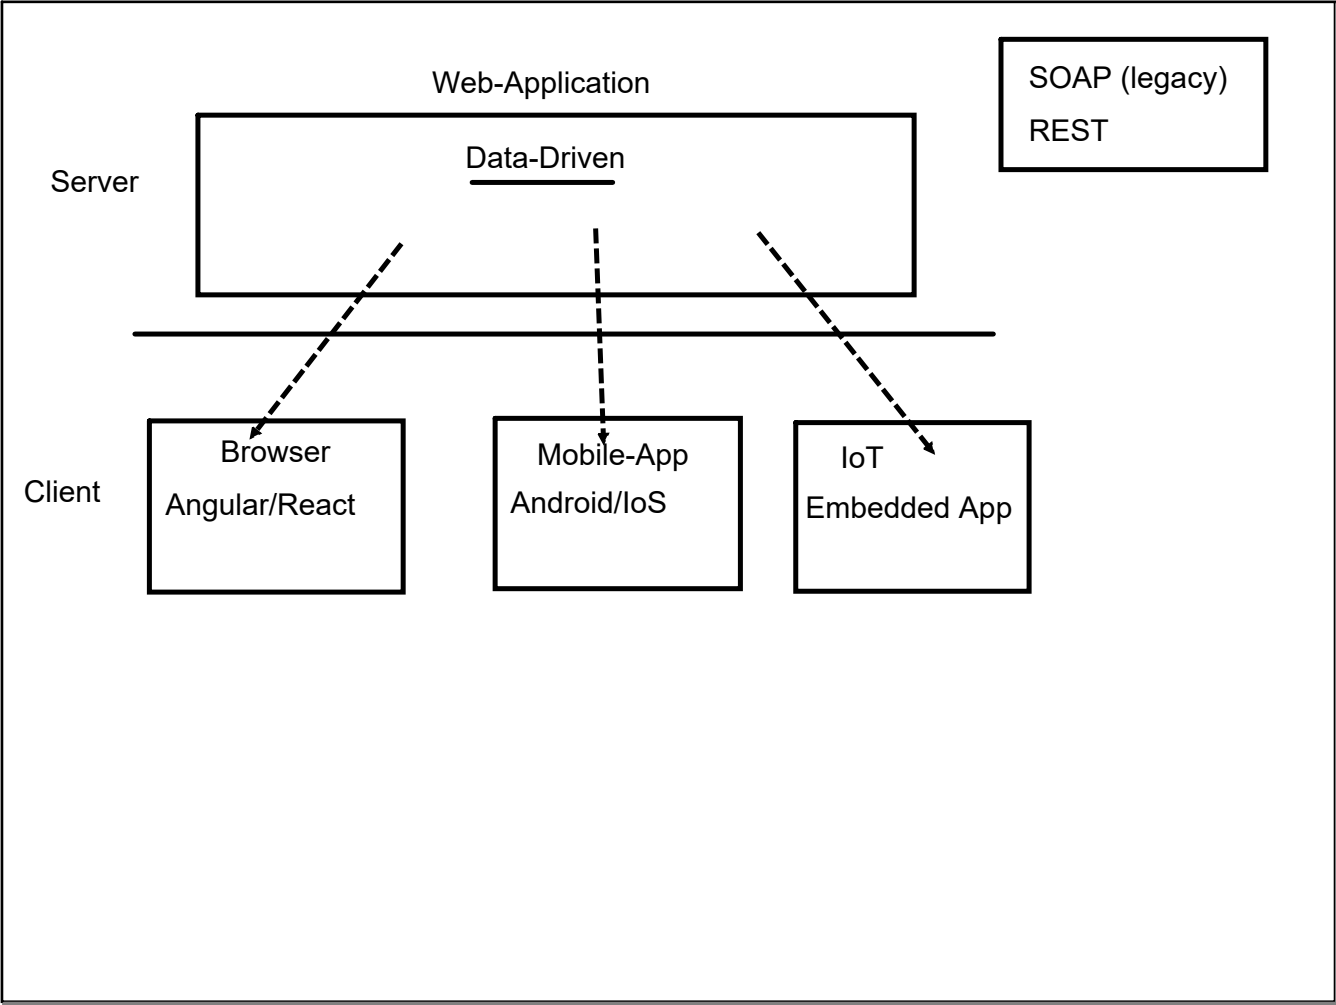 Web-Application
SOAP (legacy)
REST
Server
Data-Driven
Client
Browser
Angular/React
Mobile-App
Android/IoS
IoT
Embedded App